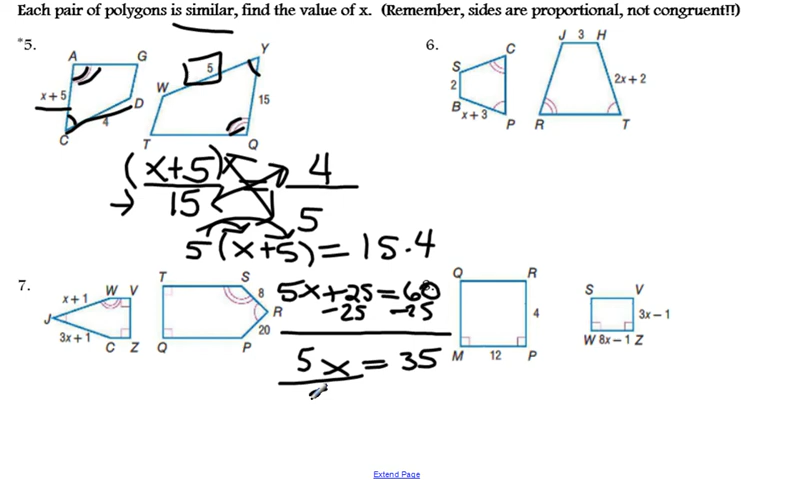 Each pair of polygons is similar, find the value of x. (Remember, sides are proportional, not congruent!!)
*5.
A G
x + 5
D
4
C
Y
5
W
15
T Q
6.
C
S
2
B
x + 3
P
J 3 H
2x + 2
R T
(x+5) 4
15 5
5(x+5) = 15·4
5x+25=60
-25 -25
5x = 35
7.
W V
x + 1
J
3x + 1
C Z
T S
8
R
20
Q P
Q R
4
M 12 P
S V
3x – 1
W 8x – 1 Z
Extend Page